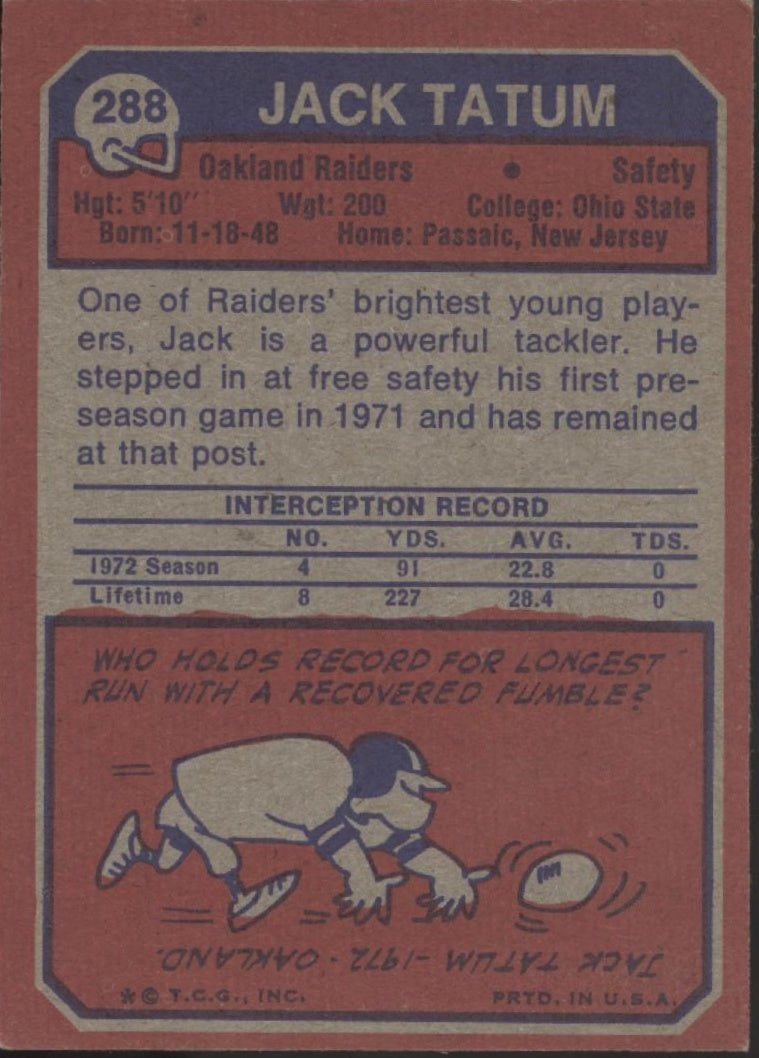 288
JACK TATUM
Oakland Raiders • Safety
Hgt: 5'10" Wgt: 200 College: Ohio State
Born: 11-18-48 Home: Passaic, New Jersey
One of Raiders' brightest young play-
ers, Jack is a powerful tackler. He
stepped in at free safety his first pre-
season game in 1971 and has remained
at that post.
INTERCEPTION RECORD
NO. YDS. AVG. TDS.
1972 Season 4 91 22.8 0
Lifetime 8 227 28.4 0
WHO HOLDS RECORD FOR LONGEST
RUN WITH A RECOVERED FUMBLE?
JACK TATUM - 1972 - OAKLAND.
* © T.C.G., INC. PRTD. IN U.S.A.